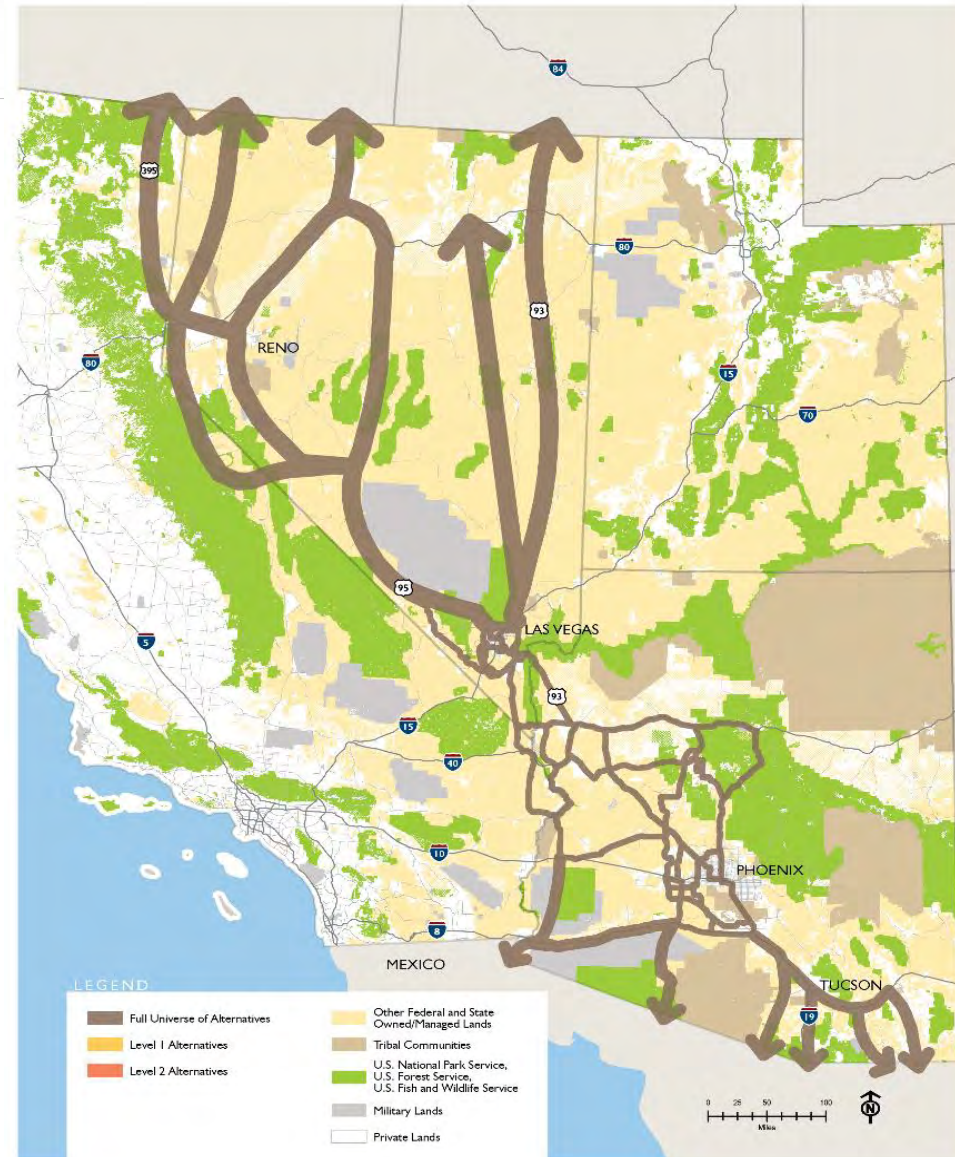 84
395
80
93
RENO
80
15
70
95
LAS VEGAS
5
93
15
40
10
PHOENIX
8
MEXICO
TUCSON
19
LEGEND
Full Universe of Alternatives
Level 1 Alternatives
Level 2 Alternatives
Other Federal and State
Owned/Managed Lands
Tribal Communities
U.S. National Park Service,
U.S. Forest Service,
U.S. Fish and Wildlife Service
Military Lands
Private Lands
0 25 50 100
Miles
N